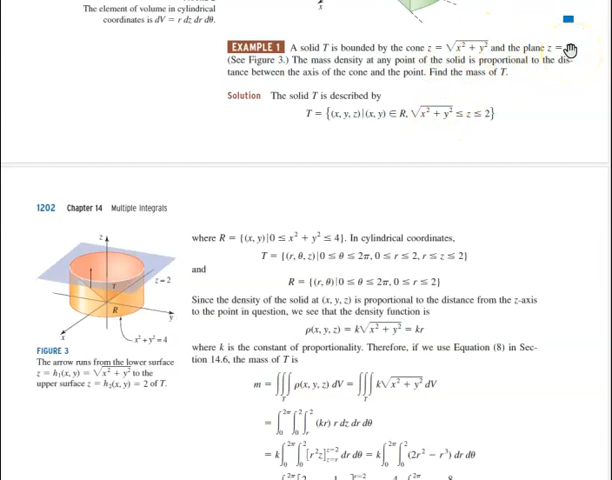 The element of volume in cylindrical
coordinates is dV = r dz dr dθ.
x
EXAMPLE 1 A solid T is bounded by the cone z = √x² + y² and the plane z =
(See Figure 3.) The mass density at any point of the solid is proportional to the dis-
tance between the axis of the cone and the point. Find the mass of T.
Solution The solid T is described by
T = {(x, y, z)|(x, y) ∈ R, √x² + y² ≤ z ≤ 2}
1202 Chapter 14 Multiple Integrals
where R = {(x, y)|0 ≤ x² + y² ≤ 4}. In cylindrical coordinates,
T = {(r, θ, z)|0 ≤ θ ≤ 2π, 0 ≤ r ≤ 2, r ≤ z ≤ 2}
and
R = {(r, θ)|0 ≤ θ ≤ 2π, 0 ≤ r ≤ 2}
Since the density of the solid at (x, y, z) is proportional to the distance from the z-axis
to the point in question, we see that the density function is
ρ(x, y, z) = k√x² + y² = kr
where k is the constant of proportionality. Therefore, if we use Equation (8) in Sec-
tion 14.6, the mass of T is
m = ∭_T ρ(x, y, z) dV = ∭_T k√x² + y² dV
= ∫₀^2π ∫₀^2 ∫_r^2 (kr) r dz dr dθ
= k∫₀^2π ∫₀^2 [r²z]_{z=r}^{z=2} dr dθ = k∫₀^2π ∫₀^2 (2r² − r³) dr dθ
z
z=2
T
R
y
x
x²+y²=4
FIGURE 3
The arrow runs from the lower surface
z = h₁(x, y) = √x² + y² to the
upper surface z = h₂(x, y) = 2 of T.